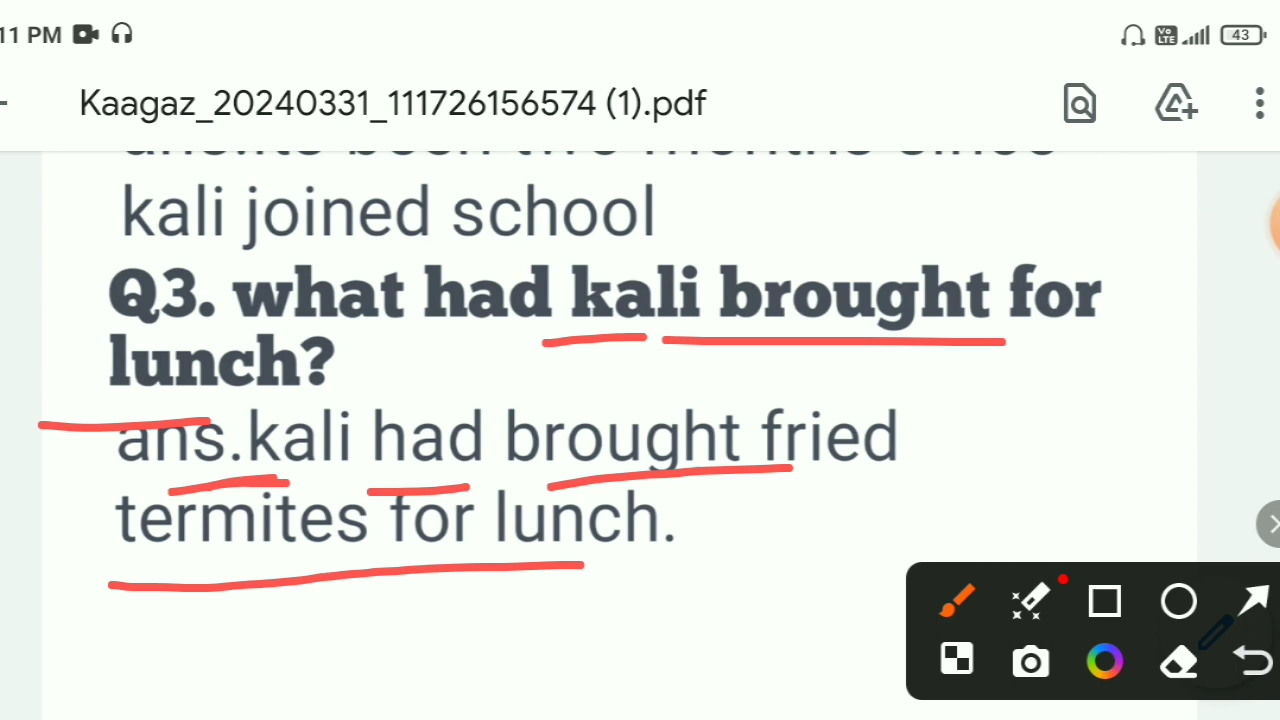 11 PM 43
Kaagaz_20240331_111726156574 (1).pdf
kali joined school
Q3. what had kali brought for
lunch?
ans.kali had brought fried
termites for lunch.